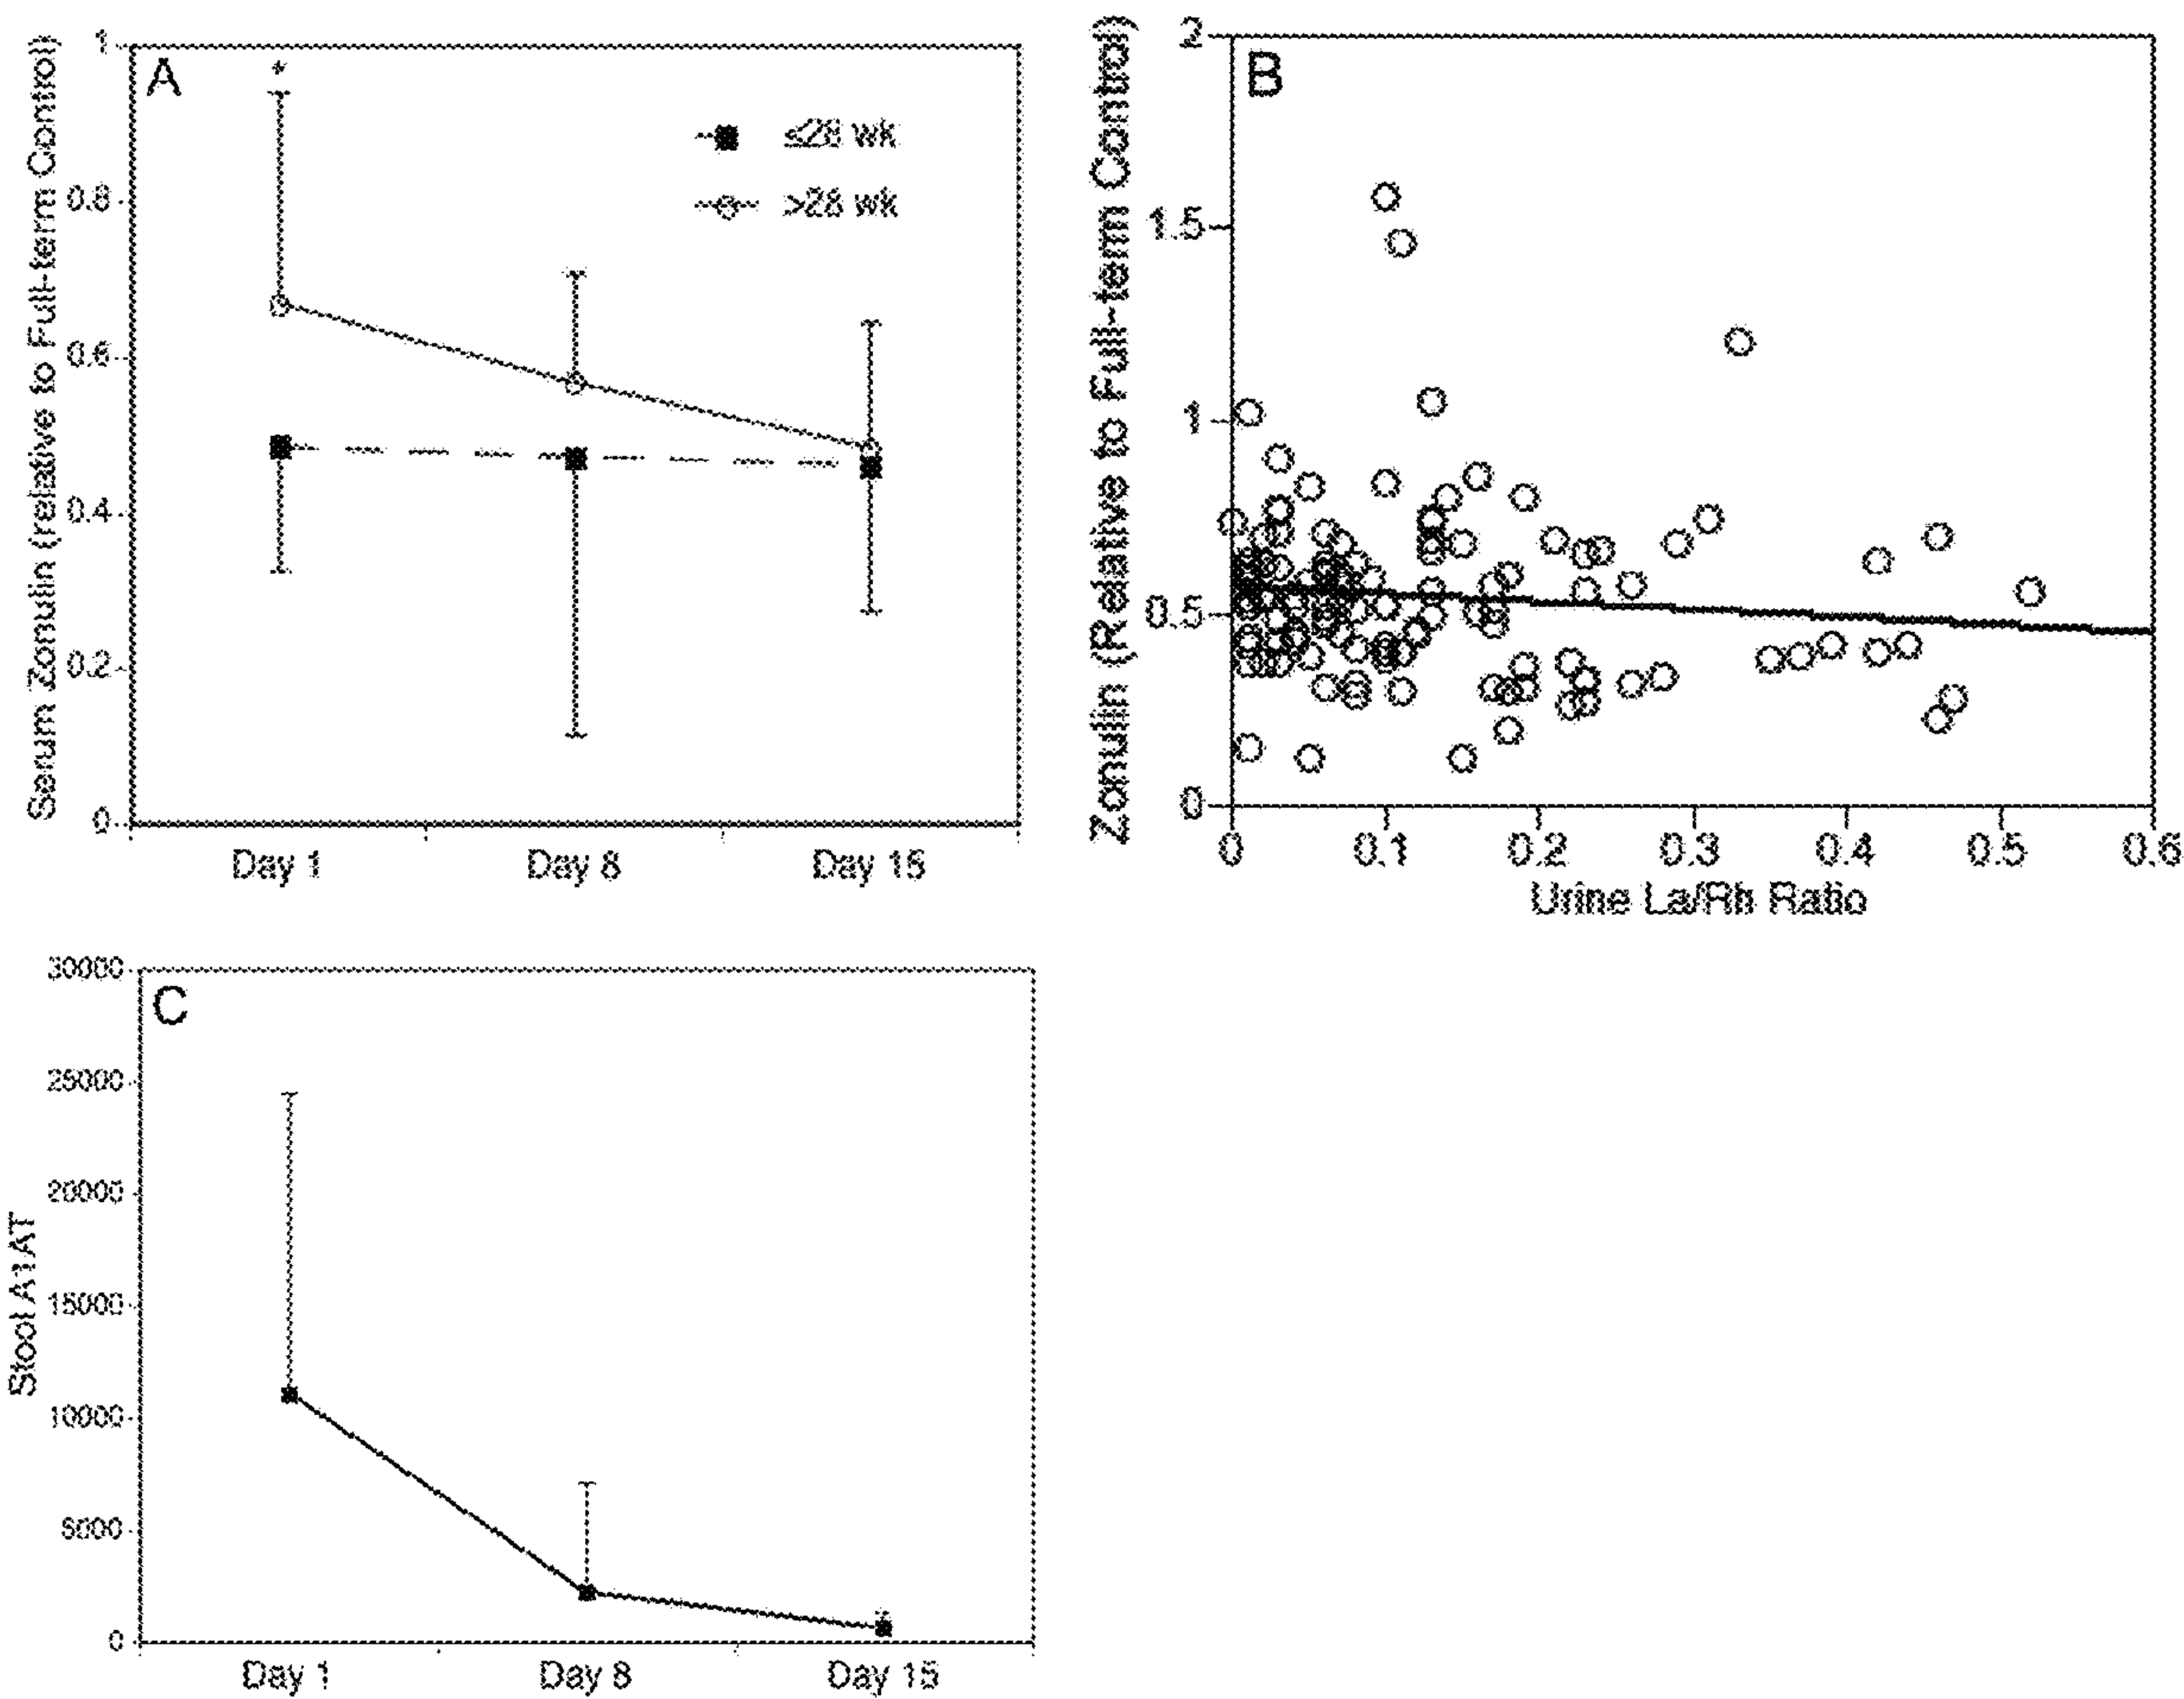 A
Serum Zonulin (relative to Full-term Control)
1
0.8
0.6
0.4
0.2
0
*
≤28 wk
>28 wk
Day 1
Day 8
Day 15
B
Zonulin (Relative to Full-term Control)
2
1.5
1
0.5
0
0
0.1
0.2
0.3
0.4
0.5
0.6
Urine La/Rh Ratio
C
Stool A1AT
30000
25000
20000
15000
10000
5000
0
Day 1
Day 8
Day 15